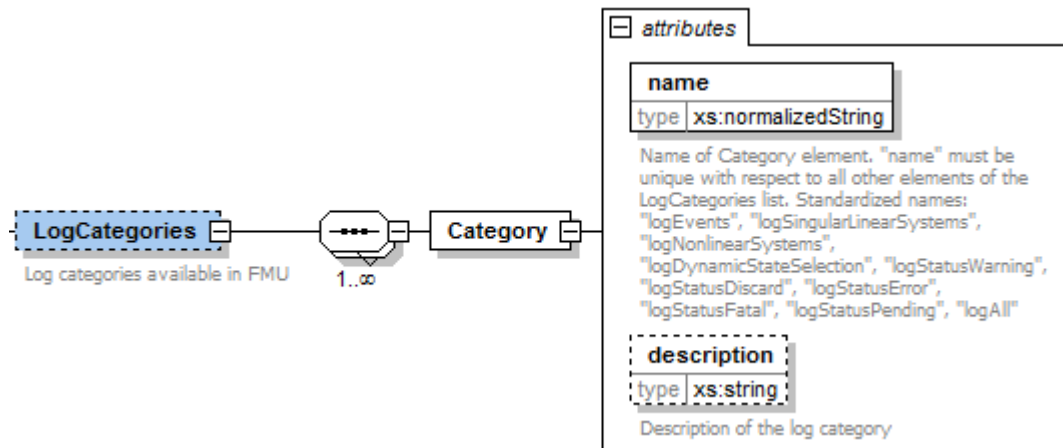 attributes
name
type xs:normalizedString
Name of Category element. "name" must be
unique with respect to all other elements of the
LogCategories list. Standardized names:
"logEvents", "logSingularLinearSystems",
"logNonlinearSystems",
"logDynamicStateSelection", "logStatusWarning",
"logStatusDiscard", "logStatusError",
"logStatusFatal", "logStatusPending", "logAll"
LogCategories
Log categories available in FMU
1..∞
Category
description
type xs:string
Description of the log category